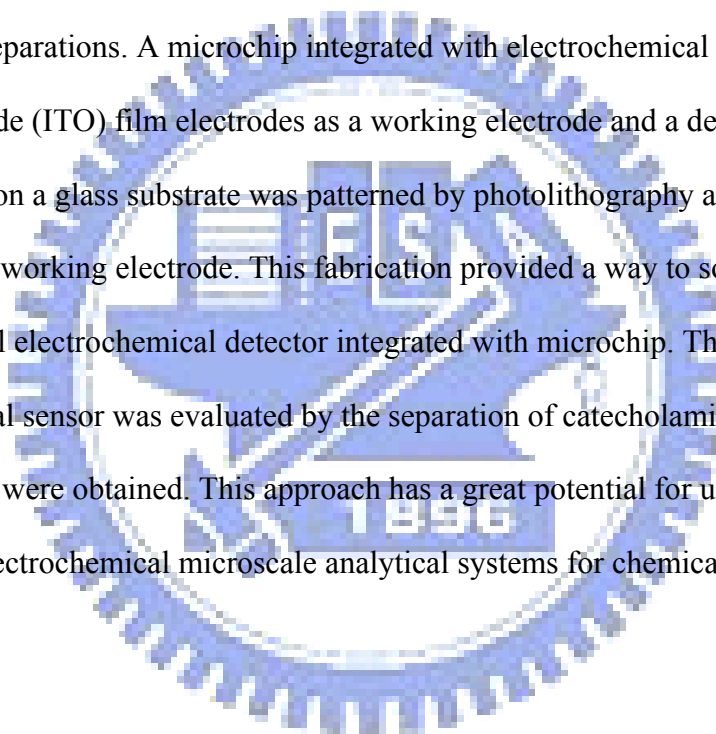 eparations. A microchip integrated with electrochemical
de (ITO) film electrodes as a working electrode and a de
on a glass substrate was patterned by photolithography a
working electrode. This fabrication provided a way to so
l electrochemical detector integrated with microchip. Th
al sensor was evaluated by the separation of catecholami
were obtained. This approach has a great potential for u
ectrochemical microscale analytical systems for chemica
ES
1896